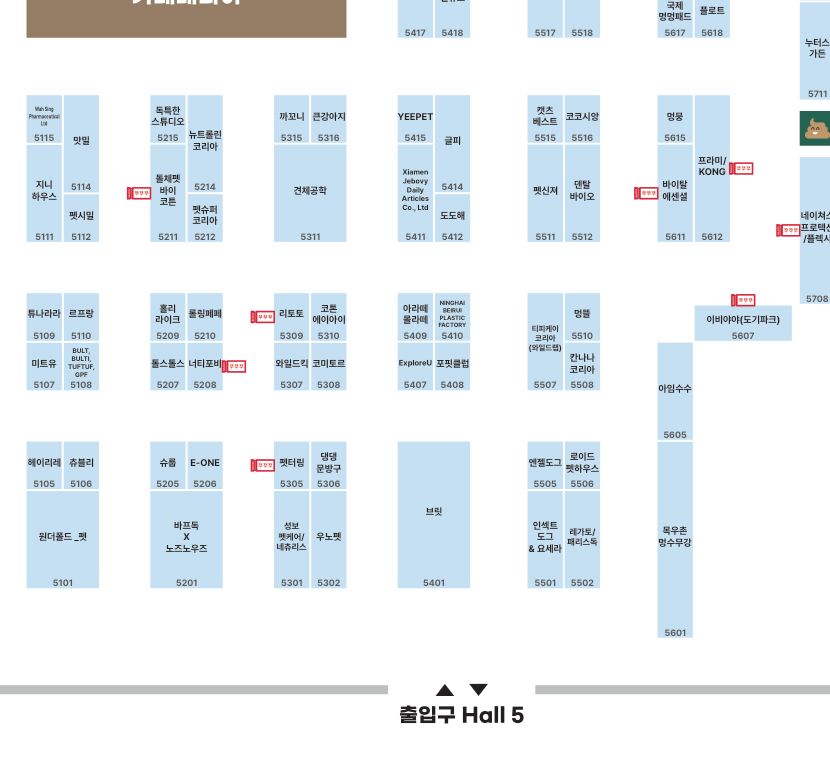 5417
5418
5517
5518
국제
멍멍패드
5617
플로트
5618
누터스
가든
5711
Wah Sing
Pharmaceutical
Ltd
5115
맛밀
5114
지니
하우스
5111
펫시밀
5112
독특한
스튜디오
5215
뉴트롤린
코리아
5214
돌체펫
바이
코튼
5211
펫슈퍼
코리아
5212
까꼬니
5315
큰강아지
5316
견체공학
5311
YEEPET
5415
글피
5414
Xiamen
Jebovy
Daily
Articles
Co., Ltd
5411
도도해
5412
캣츠
베스트
5515
코코시앙
5516
펫신저
5511
덴탈
바이오
5512
멍뭉
5615
프라미/
KONG
5612
바이탈
에센셜
5611
네이쳐스
프로텍션
/플렉시
5708
튜나라라
5109
르프랑
5110
미트유
5107
BULT,
BULTI,
TUFTUF,
GPF
5108
홀리
라이크
5209
롤링페페
5210
톨스톨스
5207
너티포비
5208
리토토
5309
코튼
에이아이
5310
와일드킥
5307
코미토르
5308
아라떼
몰라떼
5409
NINGHAI
BEIRUI
PLASTIC
FACTORY
5410
ExploreU
5407
포펫클럽
5408
티피케이
코리아
(와일드랩)
5507
멍뜰
5510
칸나나
코리아
5508
이비야야(도기파크)
5607
아임수수
5605
헤이리레
5105
츄블리
5106
원더폴드 _펫
5101
슈룹
5205
E-ONE
5206
바프독
X
노즈노우즈
5201
펫터링
5305
댕댕
문방구
5306
성보
펫케어/
네츄리스
5301
우노펫
5302
브릿
5401
엔젤도그
5505
로이드
펫하우스
5506
인섹트
도그
& 요세라
5501
레가토/
패리스독
5502
목우촌
멍수무강
5601
출입구 Hall 5